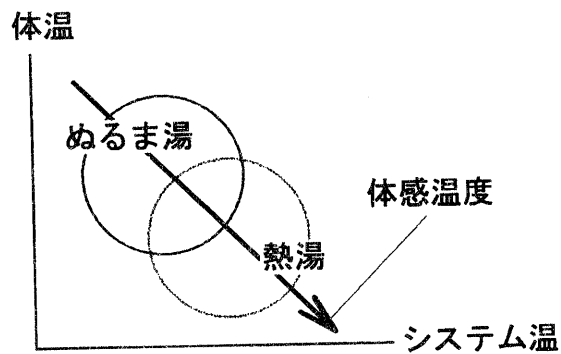 体温
ぬるま湯
体感温度
熱湯
システム温